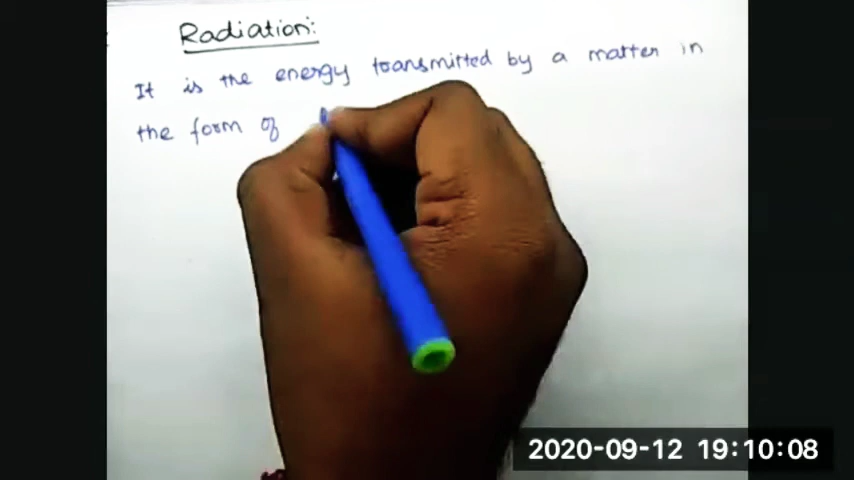 Radiation:
It is the energy transmitted by a matter in
the form of
2020-09-12 19:10:08